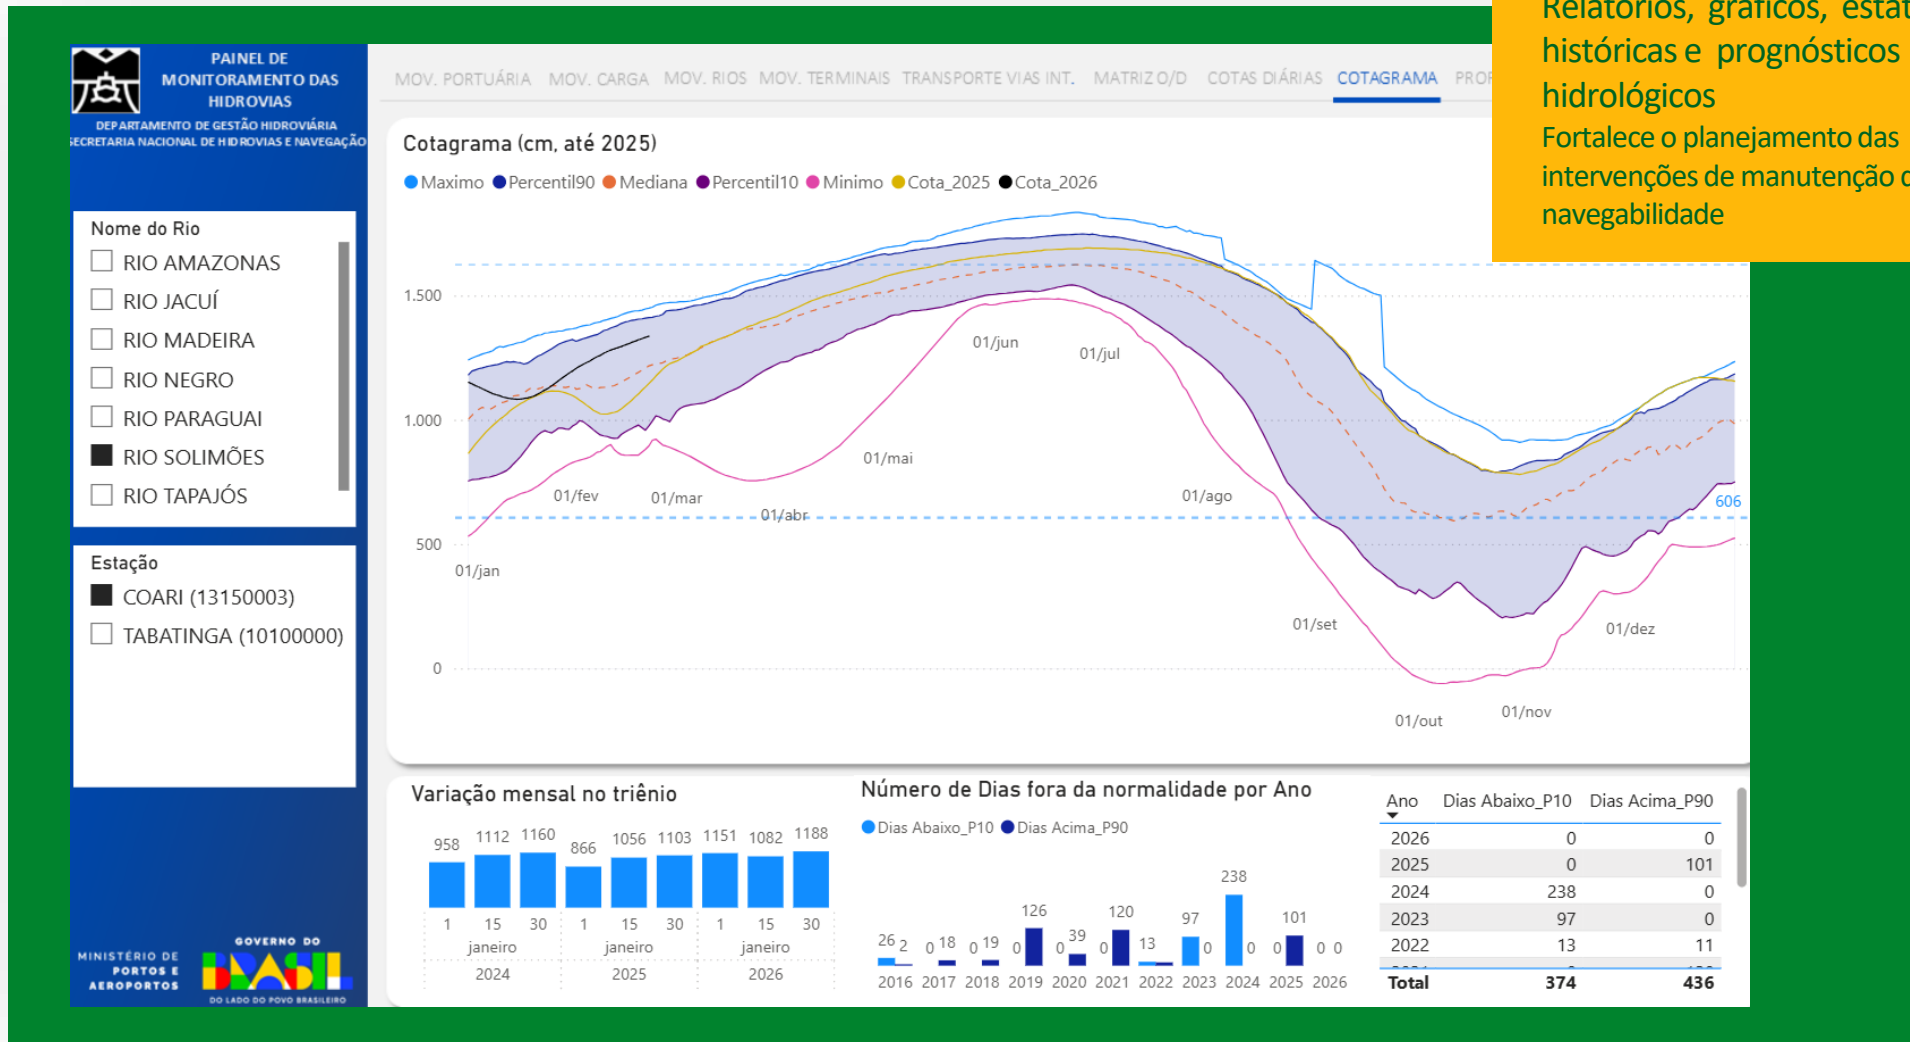 Relatórios, gráficos,
históricas e prognósticos
hidrológicos
Fortalece o planejamento das
intervenções de manutenção
navegabilidade
PAINEL DE
MONITORAMENTO DAS
HIDROVIAS
DEPARTAMENTO DE GESTÃO HIDROVIÁRIA
SECRETARIA NACIONAL DE HIDROVIAS E NAVEGAÇÃO
MOV. PORTUÁRIA MOV. CARGA MOV. RIOS MOV. TERMINAIS TRANSPORTE VIAS INT. MATRIZ O/D COTAS DIÁRIAS COTAGRAMA
Nome do Rio
RIO AMAZONAS
RIO JACUÍ
RIO MADEIRA
RIO NEGRO
RIO PARAGUAI
RIO SOLIMÕES
RIO TAPAJÓS
Estação
COARI (13150003)
TABATINGA (10100000)
MINISTÉRIO DE
PORTOS E
AEROPORTOS
GOVERNO DO
BRASIL
DO LADO DO POVO BRASILEIRO
Cotagrama (cm, até 2025)
Maximo Percentil90 Mediana Percentil10 Minimo Cota_2025 Cota_2026
1.500
1.000
500
0
01/jan
01/fev
01/mar
01/abr
01/mai
01/jun
01/jul
01/ago
01/set
01/out
01/nov
01/dez
606
Variação mensal no triênio
958 1112 1160 866 1056 1103 1151 1082 1188
1 15 30 1 15 30 1 15 30
janeiro janeiro janeiro
2024 2025 2026
Número de Dias fora da normalidade por Ano
Dias Abaixo_P10 Dias Acima_P90
26 2 0 18 0 19 0 126 0 39 0 120 13 97 0 238 0 0 101 0 0
2016 2017 2018 2019 2020 2021 2022 2023 2024 2025 2026
Ano Dias Abaixo_P10 Dias Acima_P90
2026 0 0
2025 0 101
2024 238 0
2023 97 0
2022 13 11
Total 374 436